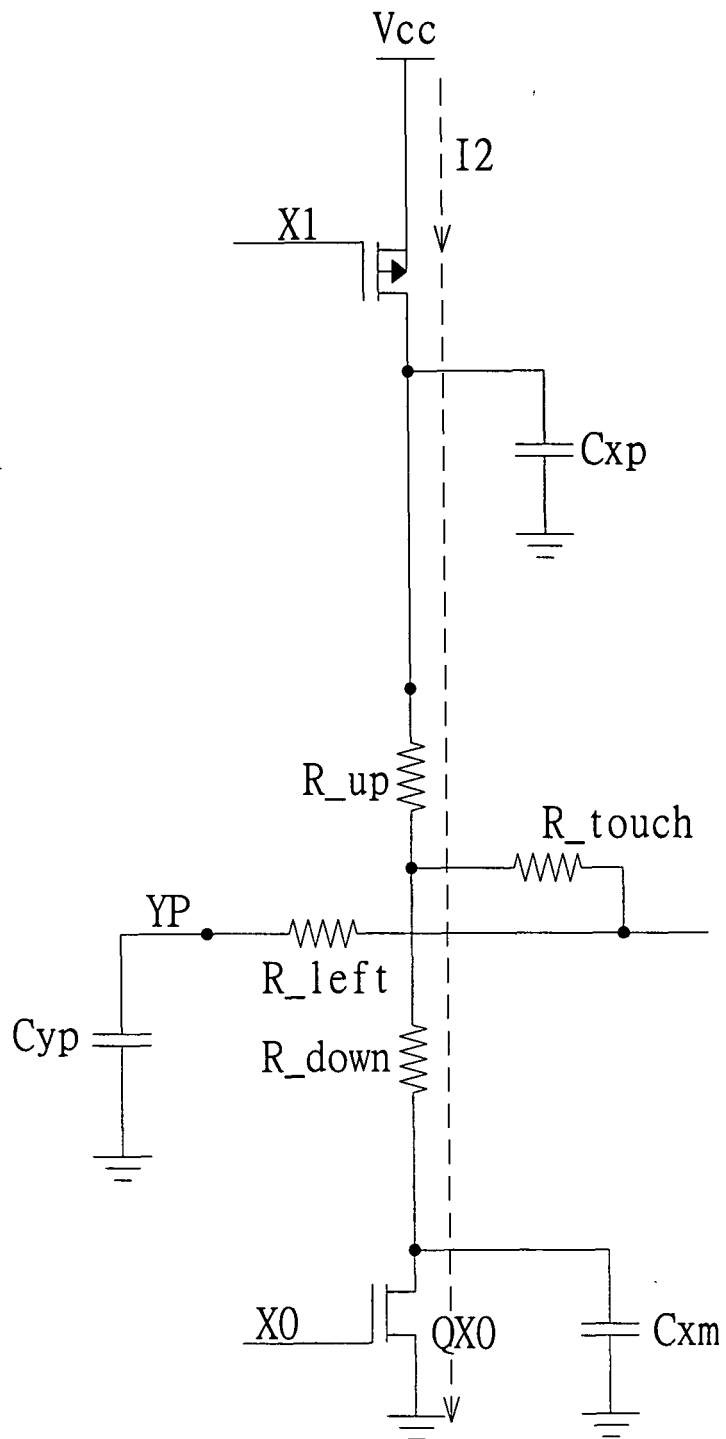 Vcc
I2
X1
Cxp
R_up
R_touch
YP
R_left
Cyp
R_down
X0
QX0
Cxm